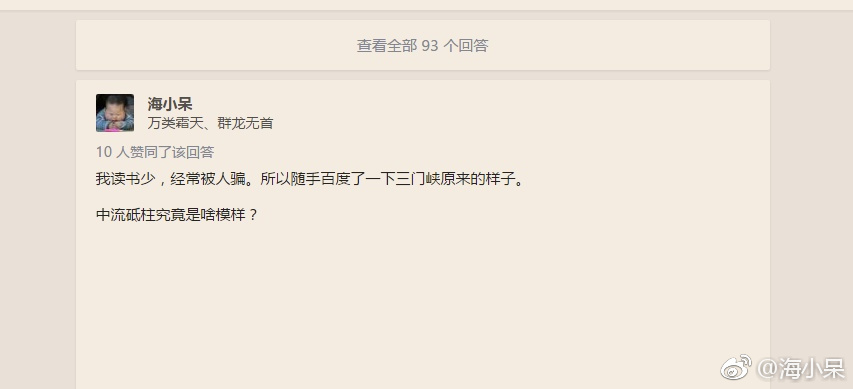 查看全部 93 个回答
海小呆
万类霜天、群龙无首
10 人赞同了该回答
我读书少，经常被人骗。所以随手百度了一下三门峡原来的样子。
中流砥柱究竟是啥模样？
@海小呆